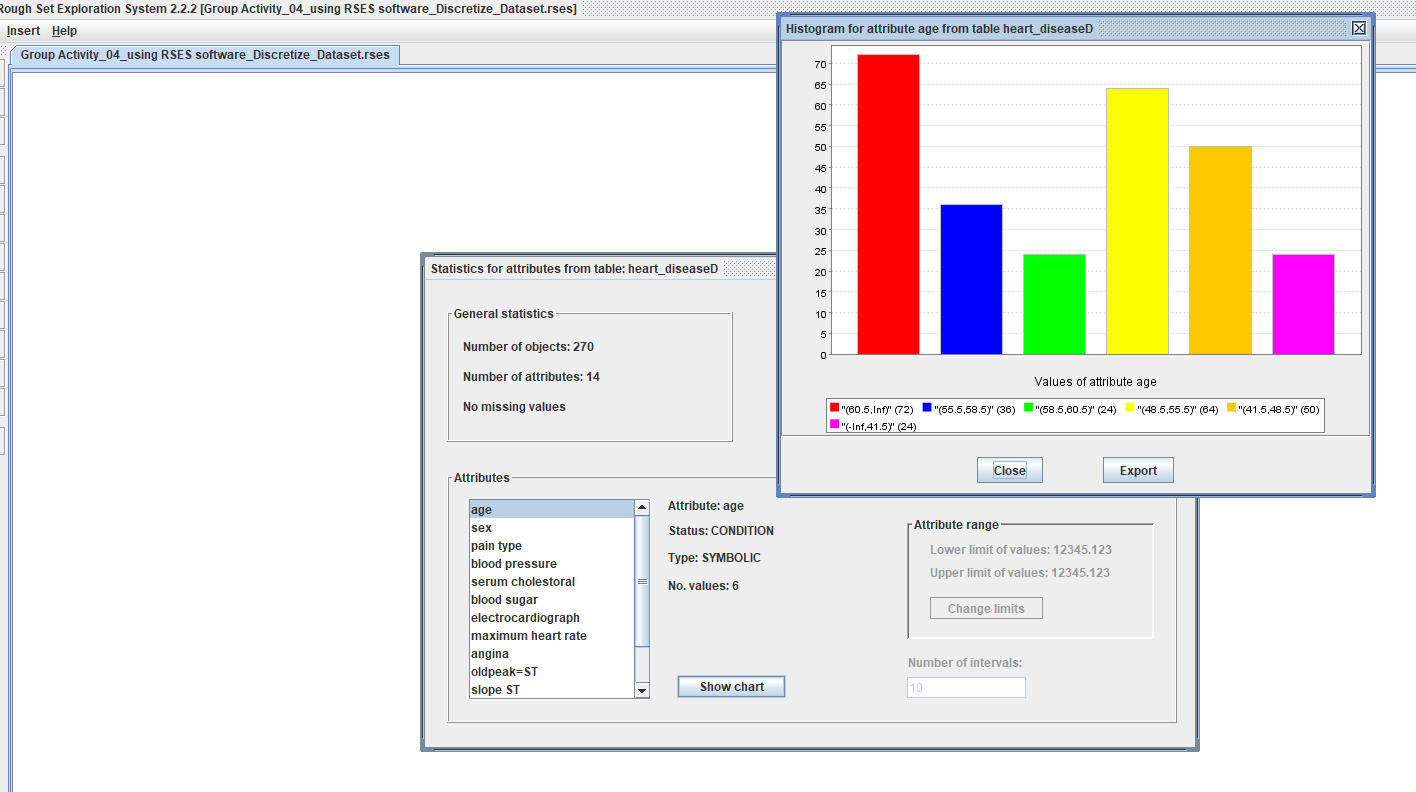 Rough Set Exploration System 2.2.2 [Group Activity_04_using RSES software_Discretize_Dataset.rses]
Insert Help
Group Activity_04_using RSES software_Discretize_Dataset.rses
Histogram for attribute age from table heart_diseaseD
70
65
60
55
50
45
40
35
30
25
20
15
10
5
0
Values of attribute age
"(60.5,Inf)" (72) "(55.5,58.5)" (36) "(58.5,60.5)" (24) "(48.5,55.5)" (64) "(41.5,48.5)" (50)
"(-Inf,41.5)" (24)
Close Export
Statistics for attributes from table: heart_diseaseD
General statistics
Number of objects: 270
Number of attributes: 14
No missing values
Attributes
age
sex
pain type
blood pressure
serum cholestoral
blood sugar
electrocardiograph
maximum heart rate
angina
oldpeak=ST
slope ST
Attribute: age
Status: CONDITION
Type: SYMBOLIC
No. values: 6
Show chart
Attribute range
Lower limit of values: 12345.123
Upper limit of values: 12345.123
Change limits
Number of intervals:
10